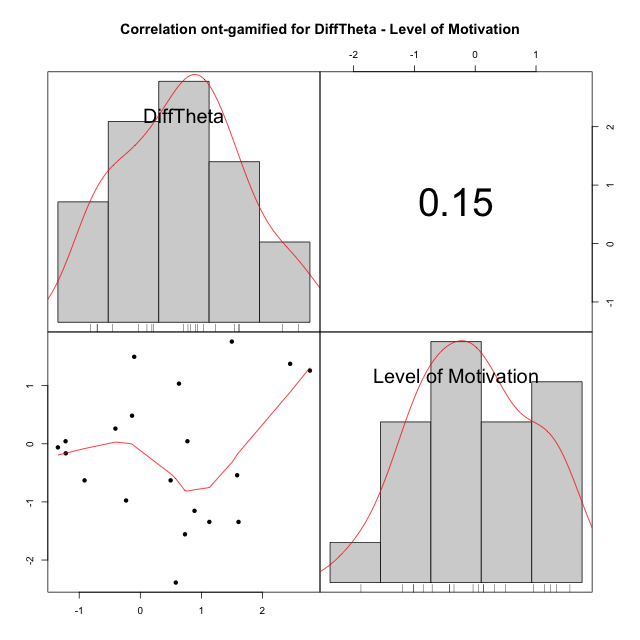 Correlation ont-gamified for DiffTheta - Level of Motivation
-2 -1 0 1
DiffTheta
0.15
2
1
0
-1
Level of Motivation
1
0
-1
-2
-1 0 1 2